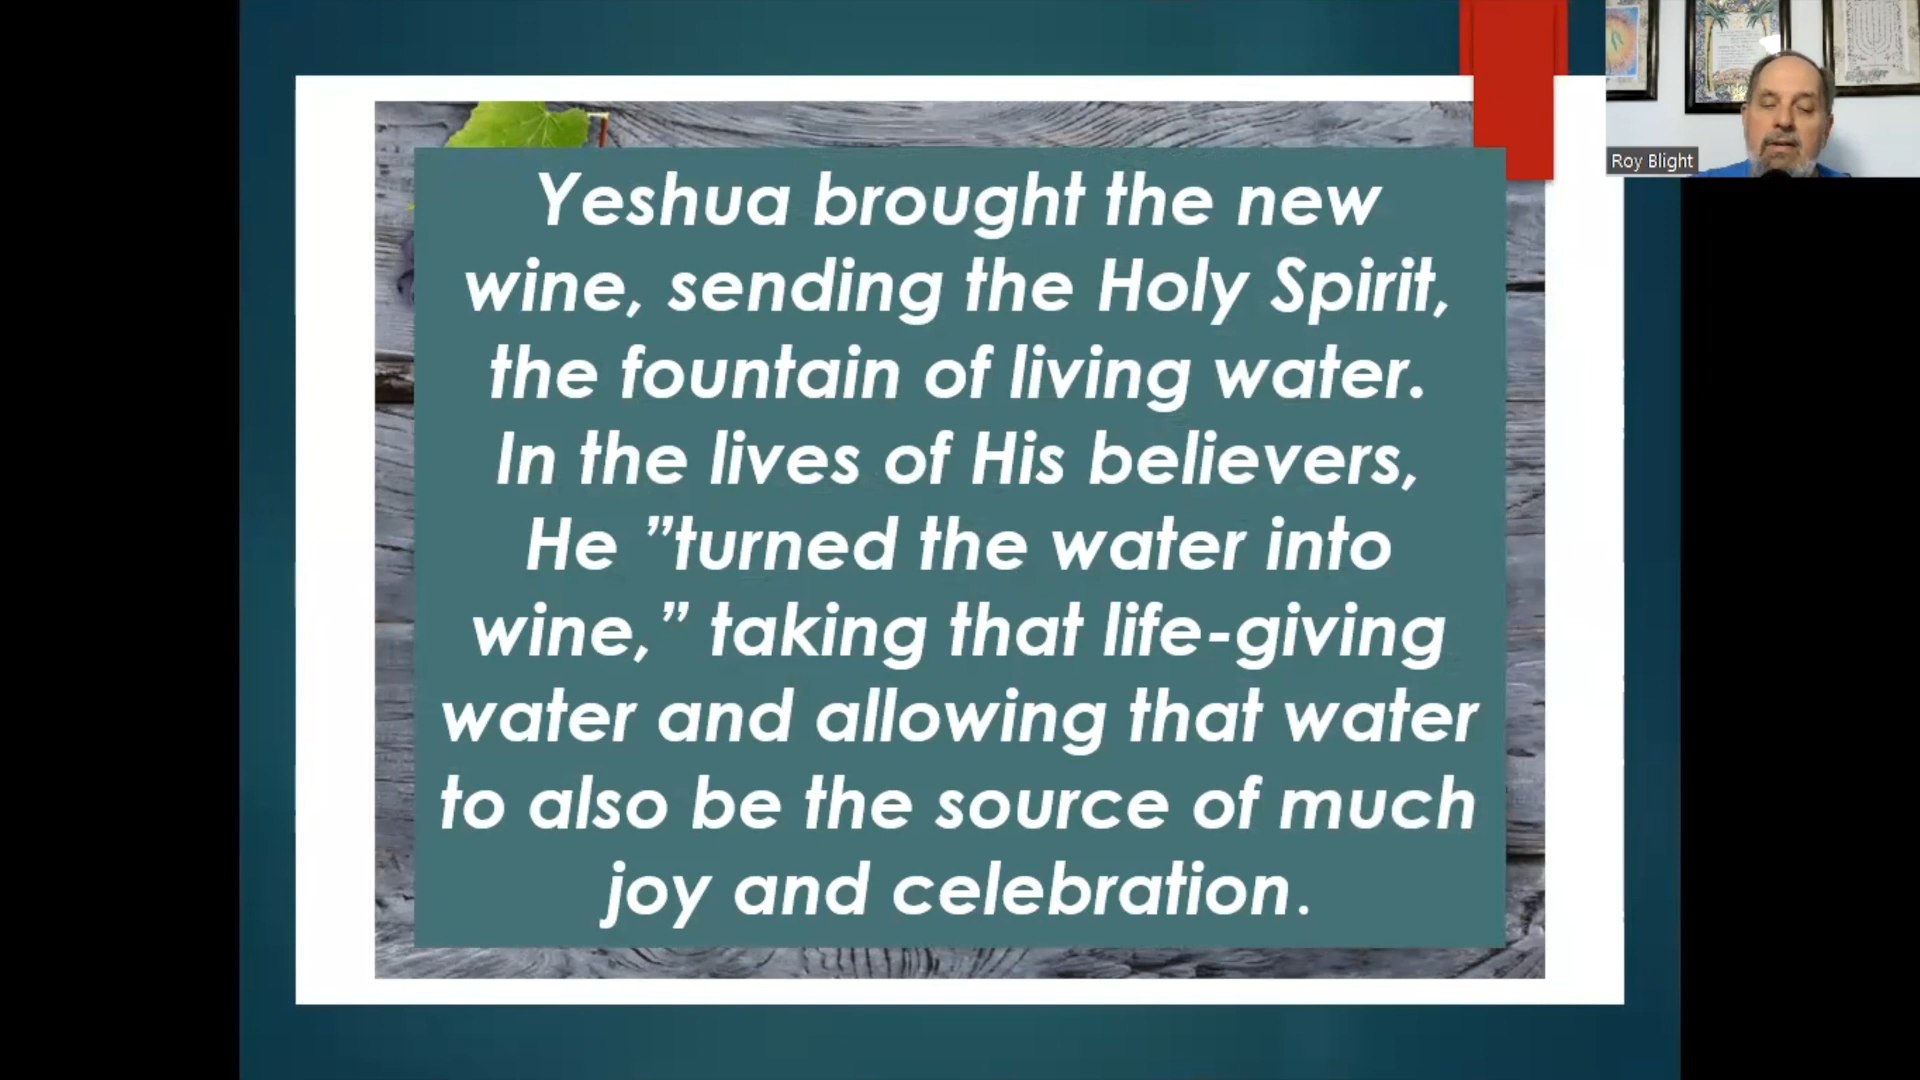 Yeshua brought the new
wine, sending the Holy Spirit,
the fountain of living water.
In the lives of His believers,
He ”turned the water into
wine,” taking that life-giving
water and allowing that water
to also be the source of much
joy and celebration.
Roy Blight